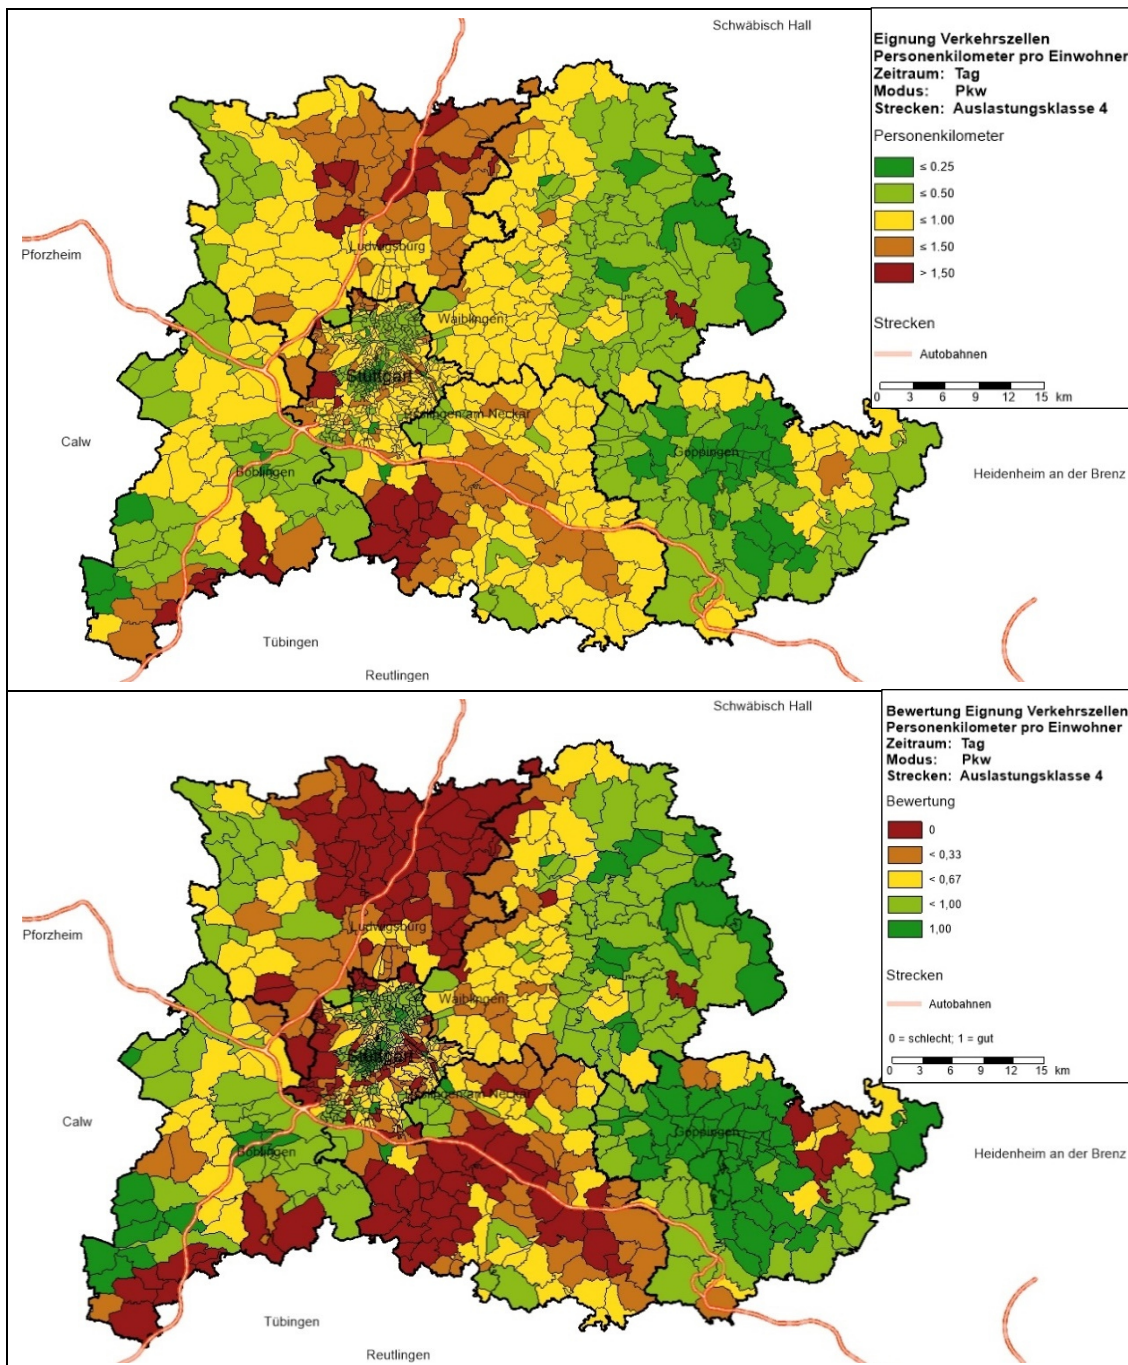 Schwäbisch Hall
Eignung Verkehrszellen
Personenkilometer pro Einwohner
Zeitraum: Tag
Modus: Pkw
Strecken: Auslastungsklasse 4
Personenkilometer
≤ 0.25
≤ 0.50
≤ 1.00
≤ 1.50
> 1,50
Strecken
Autobahnen
0 3 6 9 12 15 km
Pforzheim
Ludwigsburg
Waiblingen
Stuttgart
Esslingen am Neckar
Calw
Böblingen
Göppingen
Heidenheim an der Brenz
Tübingen
Reutlingen
Schwäbisch Hall
Bewertung Eignung Verkehrszellen
Personenkilometer pro Einwohner
Zeitraum: Tag
Modus: Pkw
Strecken: Auslastungsklasse 4
Bewertung
0
< 0,33
< 0,67
< 1,00
1,00
Strecken
Autobahnen
0 = schlecht; 1 = gut
0 3 6 9 12 15 km
Pforzheim
Ludwigsburg
Waiblingen
Stuttgart
Esslingen am Neckar
Calw
Böblingen
Göppingen
Heidenheim an der Brenz
Tübingen
Reutlingen